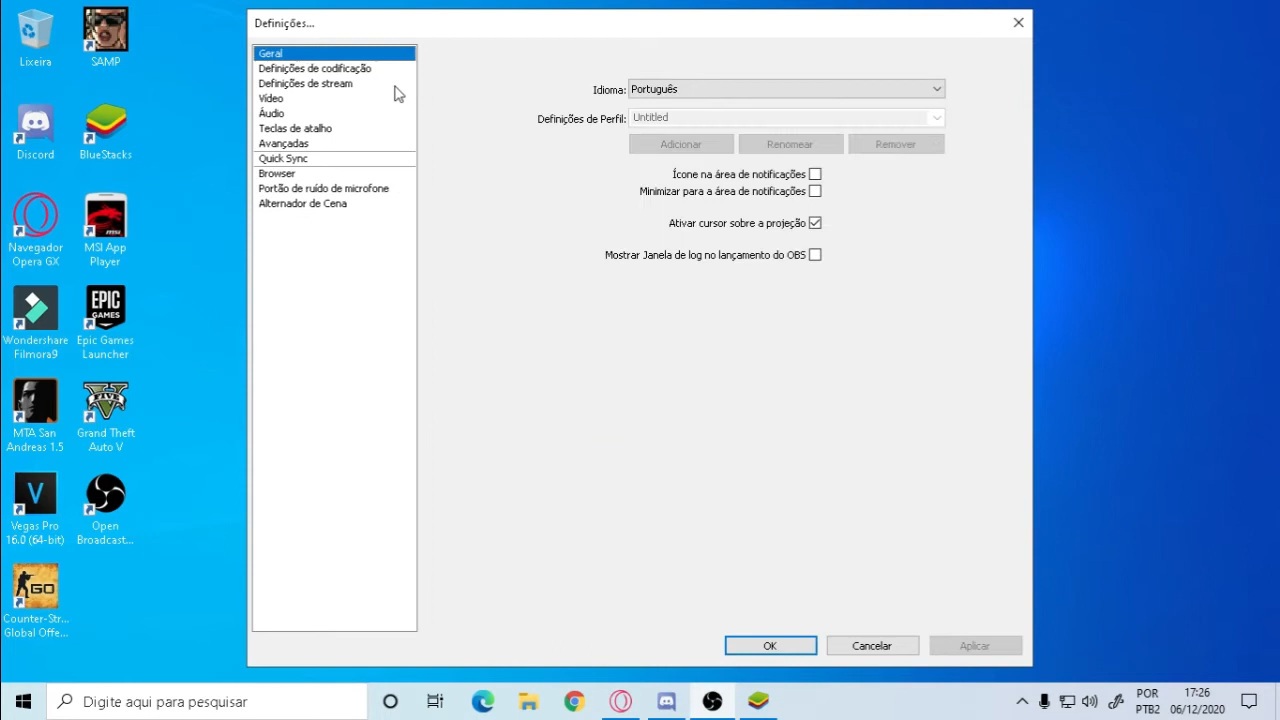 Lixeira
SAMP
Discord
BlueStacks
Navegador
Opera GX
MSI App
Player
Wondershare
Filmora9
EPIC
GAMES
Epic Games
Launcher
MTA San
Andreas 1.5
FIVE
Grand Theft
Auto V
V
Vegas Pro
16.0 (64-bit)
Open
Broadcast...
GO
Counter-Str...
Global Offe...
Definições...
Geral
Definições de codificação
Definições de stream
Vídeo
Áudio
Teclas de atalho
Avançadas
Quick Sync
Browser
Portão de ruído de microfone
Alternador de Cena
Idioma: Português
Definições de Perfil: Untitled
Adicionar Renomear Remover
Ícone na área de notificações
Minimizar para a área de notificações
Ativar cursor sobre a projeção
Mostrar Janela de log no lançamento do OBS
OK Cancelar Aplicar
Digite aqui para pesquisar
POR
PTB2
17:26
06/12/2020